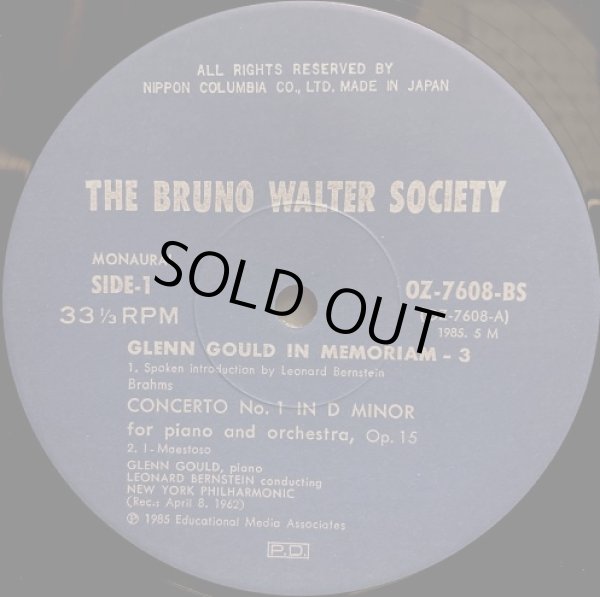 ALL RIGHTS RESERVED BY
NIPPON COLUMBIA CO., LTD. MADE IN JAPAN
THE BRUNO WALTER SOCIETY
MONAURAL
SIDE-1
33 1/3 RPM
SOLD OUT
OZ-7608-BS
-7608-A)
1985. 5 M
GLENN GOULD IN MEMORIAM - 3
1. Spoken introduction by Leonard Bernstein
Brahms
CONCERTO No. 1 IN D MINOR
for piano and orchestra, Op. 15
2. I - Maestoso
GLENN GOULD, piano
LEONARD BERNSTEIN conducting
NEW YORK PHILHARMONIC
(Rec.: April 8, 1962)
℗ 1985 Educational Media Associates
P.D.